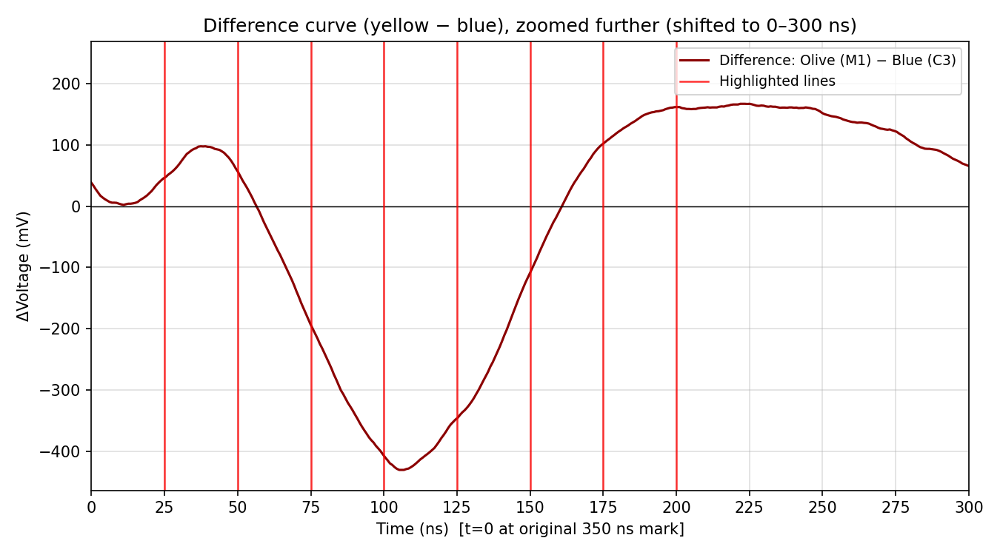 Difference curve (yellow − blue), zoomed further (shifted to 0–300 ns)
Difference: Olive (M1) − Blue (C3)
Highlighted lines
ΔVoltage (mV)
200
100
0
−100
−200
−300
−400
0 25 50 75 100 125 150 175 200 225 250 275 300
Time (ns)  [t=0 at original 350 ns mark]